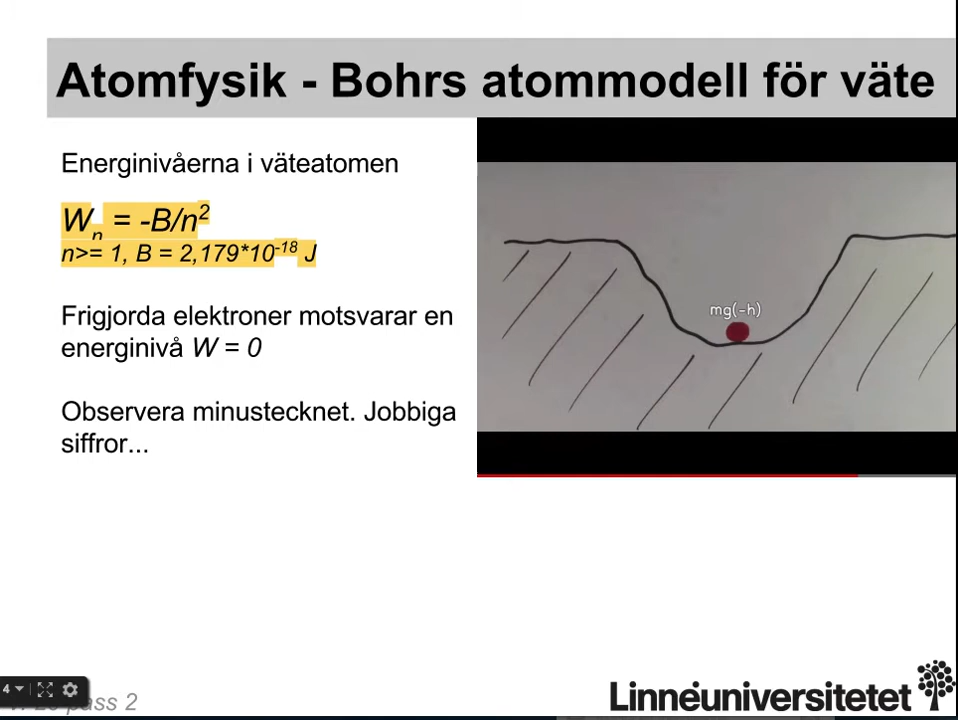 Atomfysik - Bohrs atommodell för väte
Energinivåerna i väteatomen
Wn = -B/n²
n>= 1, B = 2,179*10⁻¹⁸ J
Frigjorda elektroner motsvarar en
energinivå W = 0
Observera minustecknet. Jobbiga
siffror...
mg(-h)
4
pass 2
Linnéuniversitetet